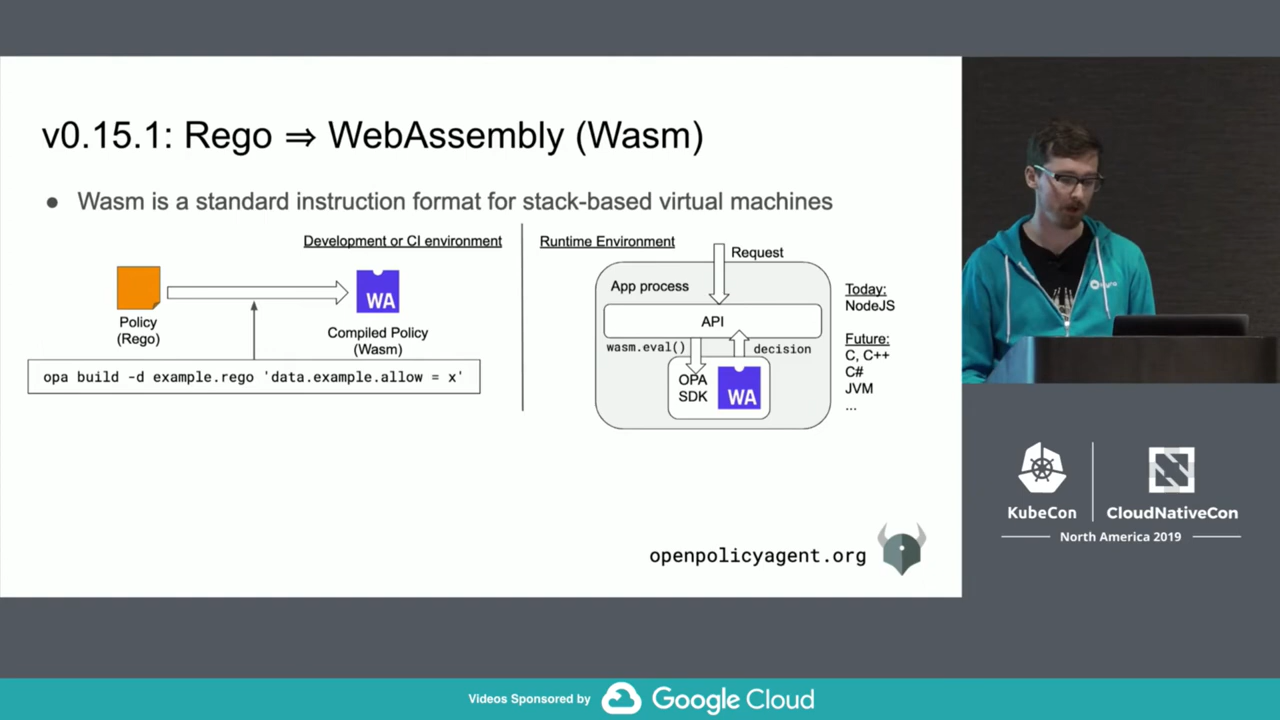 v0.15.1: Rego ⇒ WebAssembly (Wasm)
● Wasm is a standard instruction format for stack-based virtual machines
Development or CI environment
Policy
(Rego)
WA
Compiled Policy
(Wasm)
opa build -d example.rego 'data.example.allow = x'
Runtime Environment
Request
App process
API
wasm.eval()
decision
OPA
SDK
WA
Today:
NodeJS
Future:
C, C++
C#
JVM
...
openpolicyagent.org
KubeCon
CloudNativeCon
North America 2019
Videos Sponsored by
Google Cloud